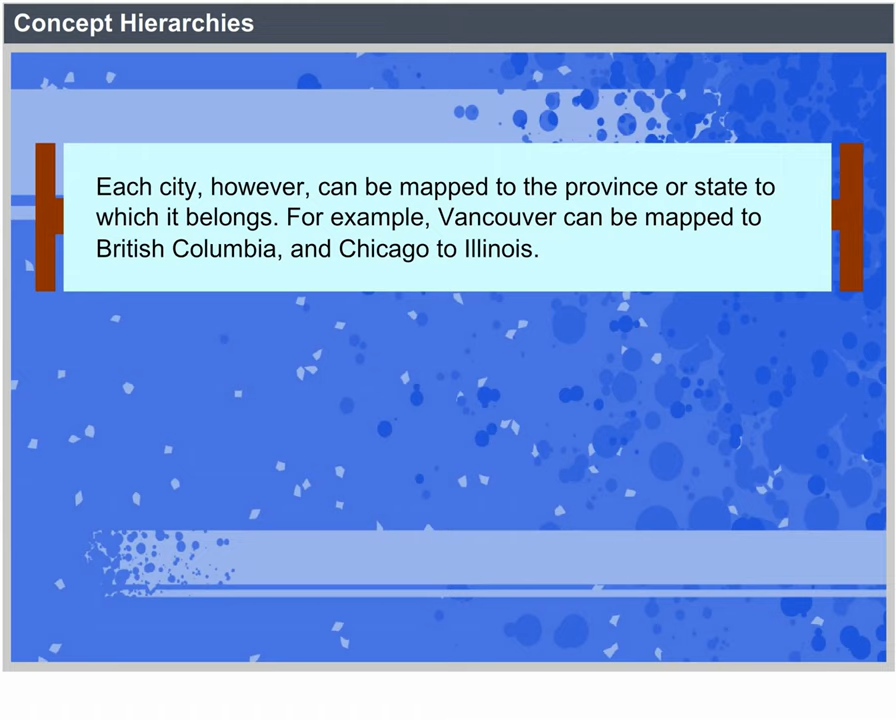 Concept Hierarchies
Each city, however, can be mapped to the province or state to
which it belongs. For example, Vancouver can be mapped to
British Columbia, and Chicago to Illinois.